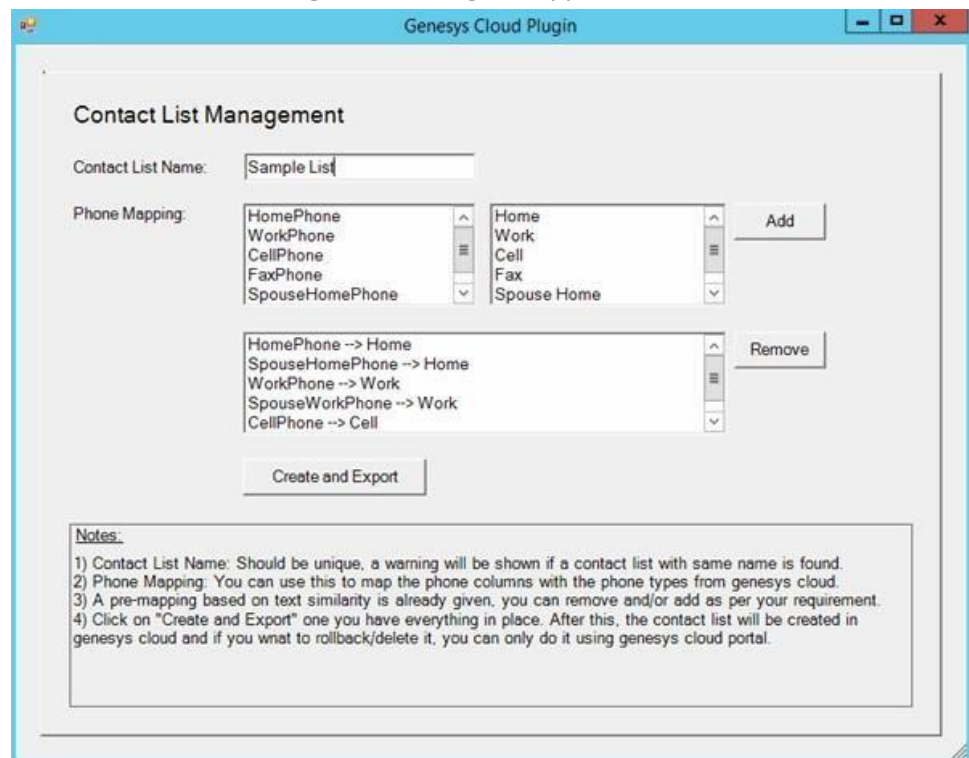 Genesys Cloud Plugin
Contact List Management
Contact List Name: Sample List
Phone Mapping:
HomePhone
WorkPhone
CellPhone
FaxPhone
SpouseHomePhone
Home
Work
Cell
Fax
Spouse Home
Add
HomePhone --> Home
SpouseHomePhone --> Home
WorkPhone --> Work
SpouseWorkPhone --> Work
CellPhone --> Cell
Remove
Create and Export
Notes:
1) Contact List Name: Should be unique, a warning will be shown if a contact list with same name is found.
2) Phone Mapping: You can use this to map the phone columns with the phone types from genesys cloud.
3) A pre-mapping based on text similarity is already given, you can remove and/or add as per your requirement.
4) Click on "Create and Export" one you have everything in place. After this, the contact list will be created in
genesys cloud and if you wnat to rollback/delete it, you can only do it using genesys cloud portal.